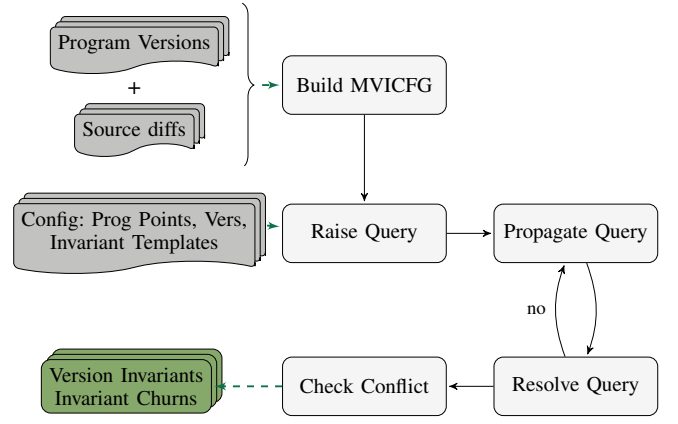 Program Versions
+
Source diffs
Build MVICFG
Config: Prog Points, Vers,
Invariant Templates
Raise Query
Propagate Query
no
Version Invariants
Invariant Churns
Check Conflict
Resolve Query